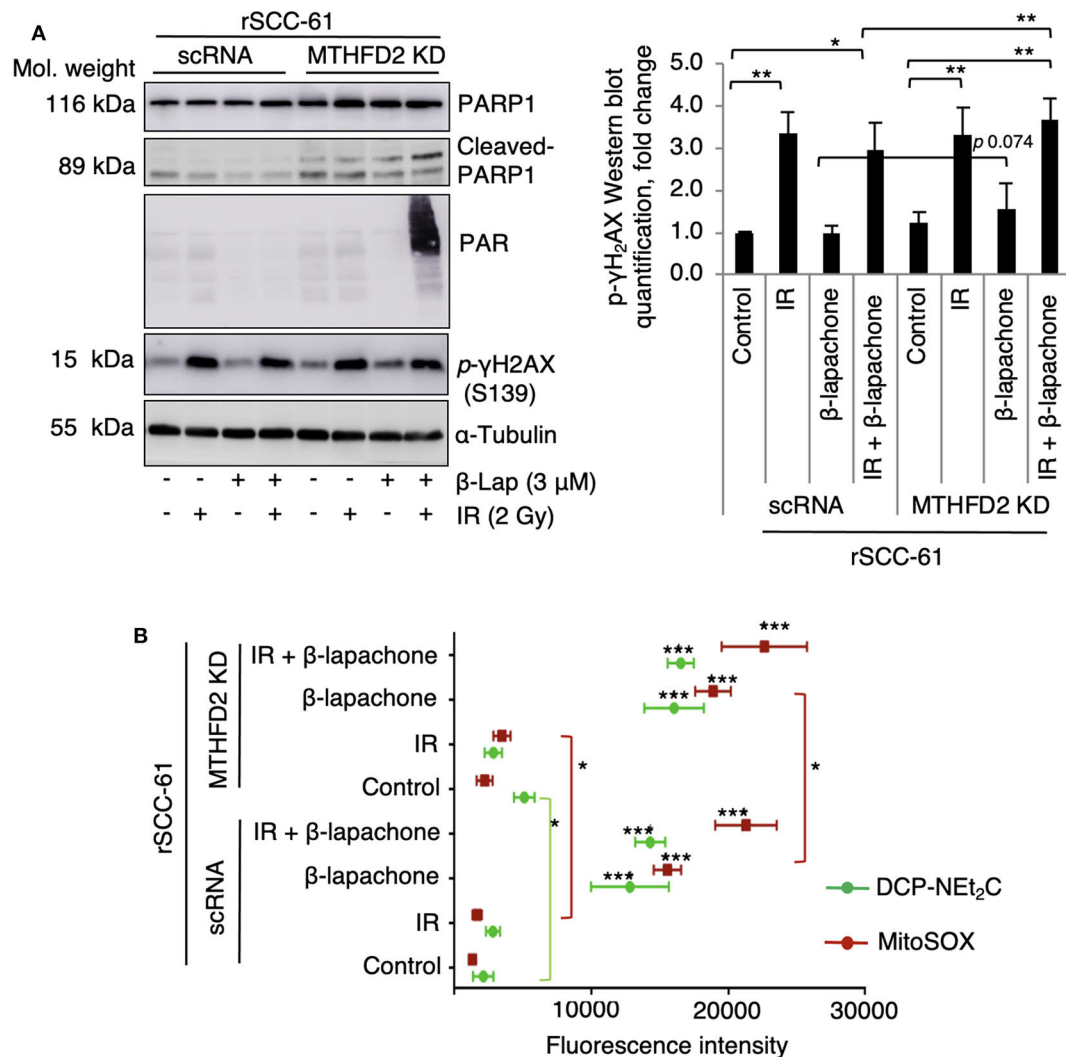 A
rSCC-61
scRNA MTHFD2 KD
Mol. weight
116 kDa PARP1
89 kDa Cleaved-
PARP1
PAR
15 kDa p-γH2AX
(S139)
55 kDa α-Tubulin
- - + + - - + + β-Lap (3 μM)
- + - + - + - + IR (2 Gy)
p-γH₂AX Western blot
quantification, fold change
5.0
4.0
3.0
2.0
1.0
0.0
**
*
**
**
**
p 0.074
Control
IR
β-lapachone
IR + β-lapachone
Control
IR
β-lapachone
IR + β-lapachone
scRNA MTHFD2 KD
rSCC-61
B
rSCC-61
MTHFD2 KD
scRNA
IR + β-lapachone
β-lapachone
IR
Control
IR + β-lapachone
β-lapachone
IR
Control
***
***
***
***
*
*
*
***
***
***
***
DCP-NEt₂C
MitoSOX
10000 20000 30000
Fluorescence intensity